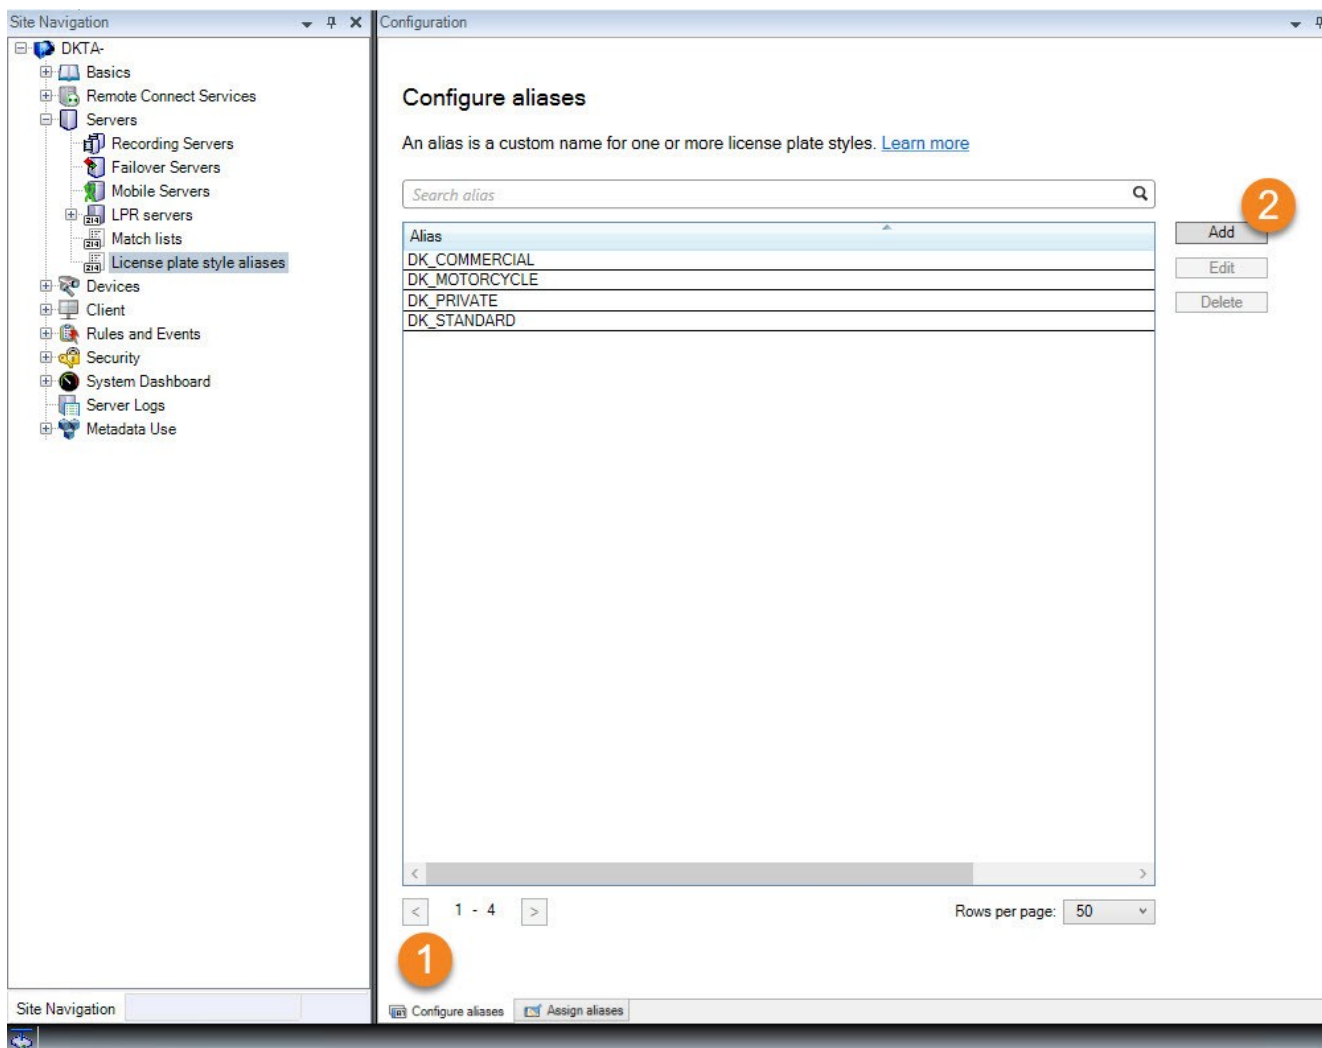 Site Navigation
DKTA-
Basics
Remote Connect Services
Servers
Recording Servers
Failover Servers
Mobile Servers
LPR servers
Match lists
License plate style aliases
Devices
Client
Rules and Events
Security
System Dashboard
Server Logs
Metadata Use
Site Navigation
Configuration
Configure aliases
An alias is a custom name for one or more license plate styles. Learn more
Search alias
2
Alias
Add
DK_COMMERCIAL
Edit
DK_MOTORCYCLE
DK_PRIVATE
Delete
DK_STANDARD
< 1 - 4 >
Rows per page: 50
1
Configure aliases
Assign aliases